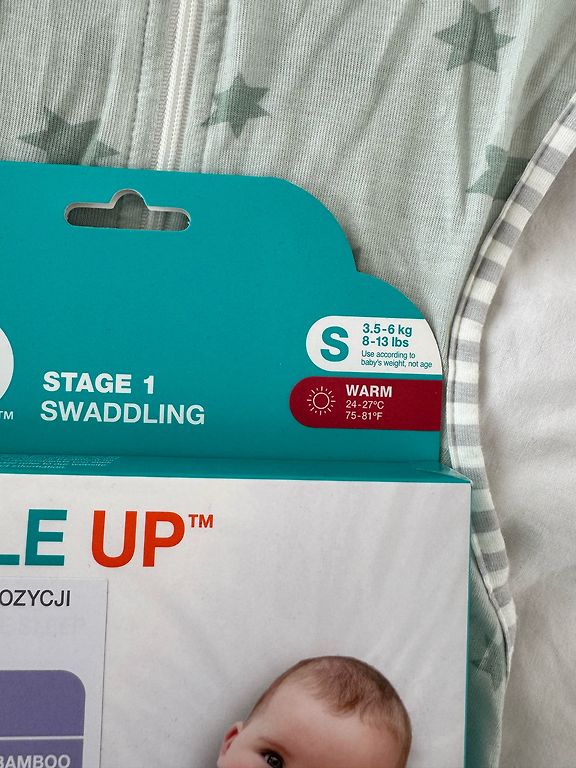 S
3.5-6 kg
8-13 lbs
Use according to
baby's weight, not age
WARM
24-27°C
75-81°F
TM
STAGE 1
SWADDLING
LE UP™
OZYCJI
BAMBOO